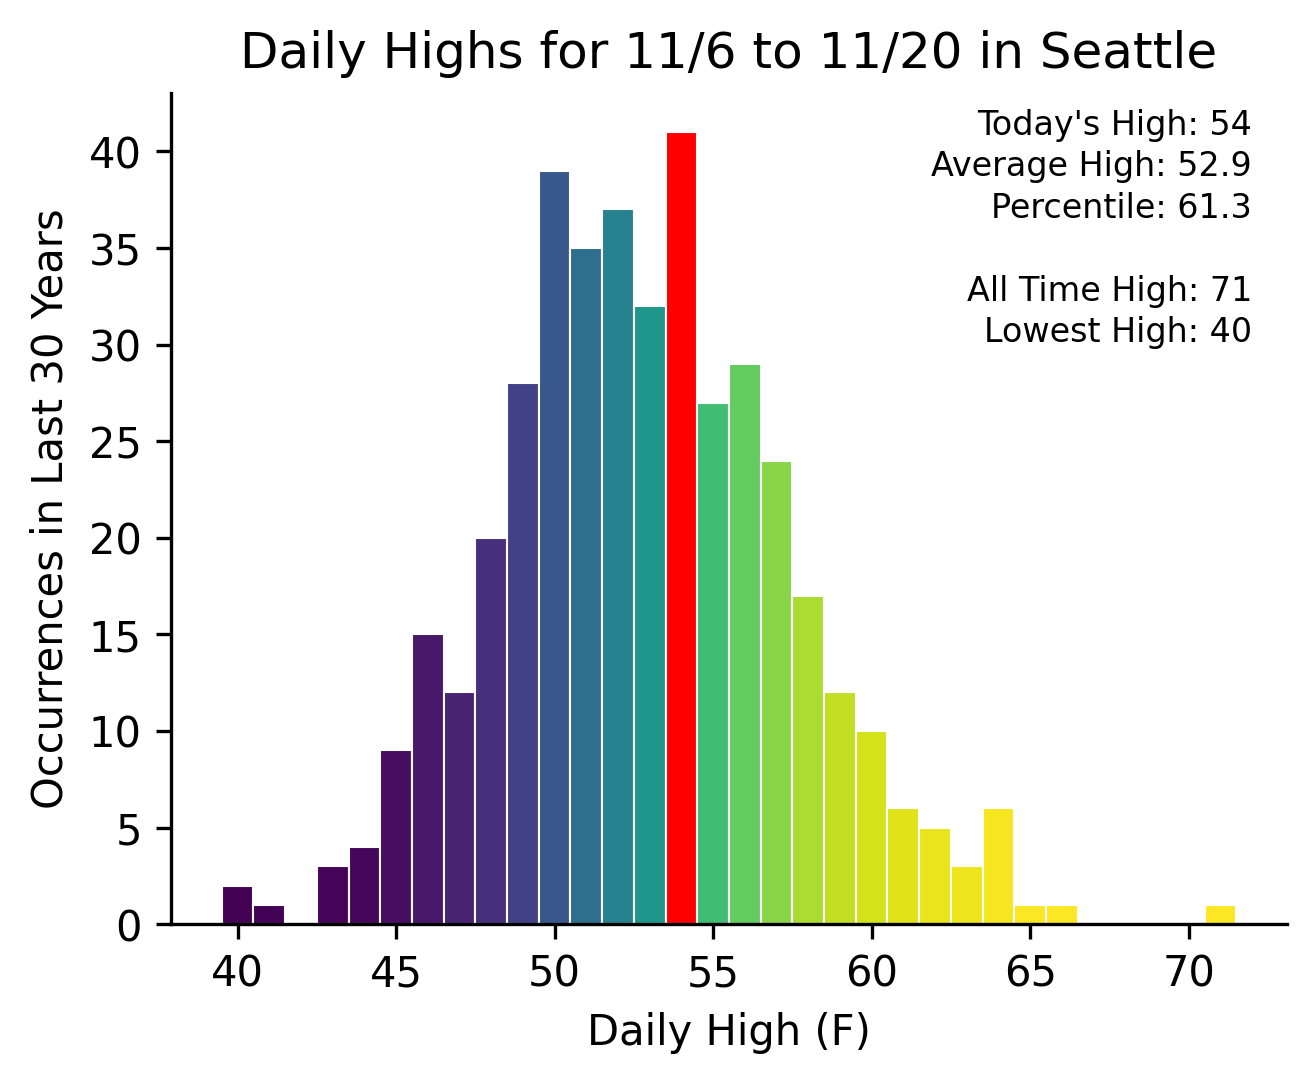 Daily Highs for 11/6 to 11/20 in Seattle
Today's High: 54
Average High: 52.9
Percentile: 61.3
All Time High: 71
Lowest High: 40
Occurrences in Last 30 Years
40
35
30
25
20
15
10
5
0
40 45 50 55 60 65 70
Daily High (F)